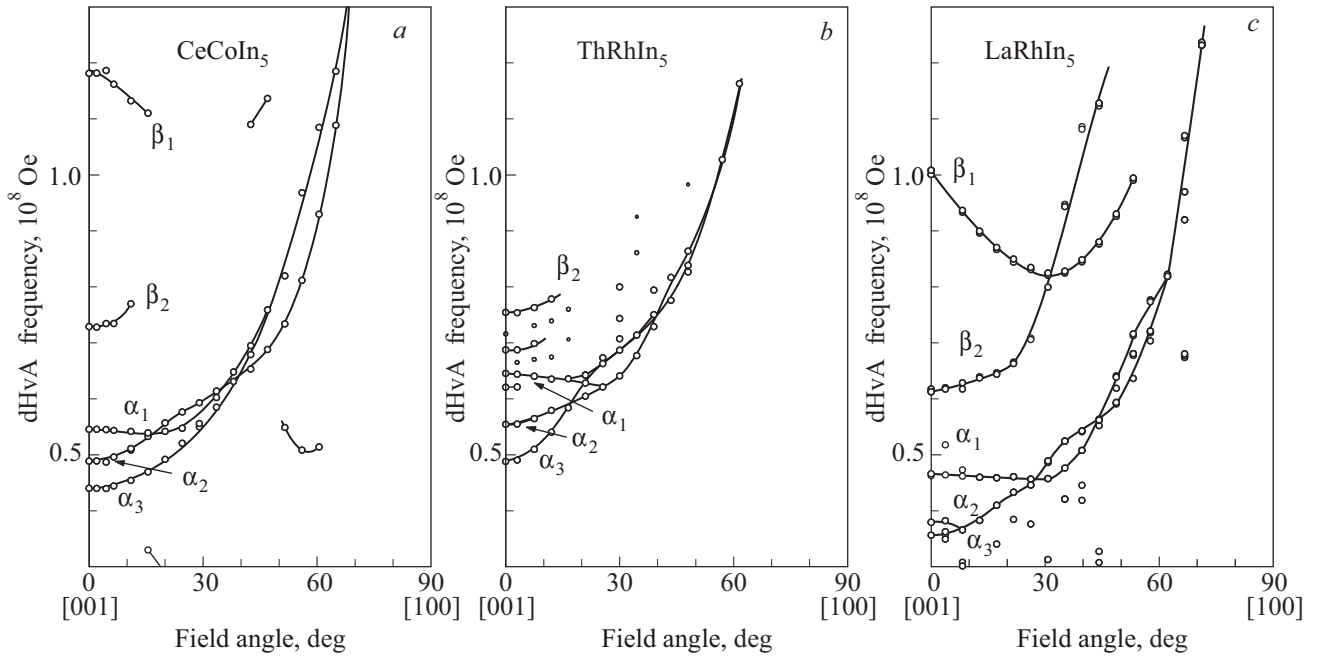 a
CeCoIn5
β1
1.0
β2
α1
0.5
α2
α3
dHvA frequency, 10^8 Oe
0 30 60 90
[001] [100]
Field angle, deg
b
ThRhIn5
1.0
β2
α1
α2
0.5
α3
dHvA frequency, 10^8 Oe
0 30 60 90
[001] [100]
Field angle, deg
c
LaRhIn5
β1
1.0
β2
α1
0.5
α2
α3
dHvA frequency, 10^8 Oe
0 30 60 90
[001] [100]
Field angle, deg